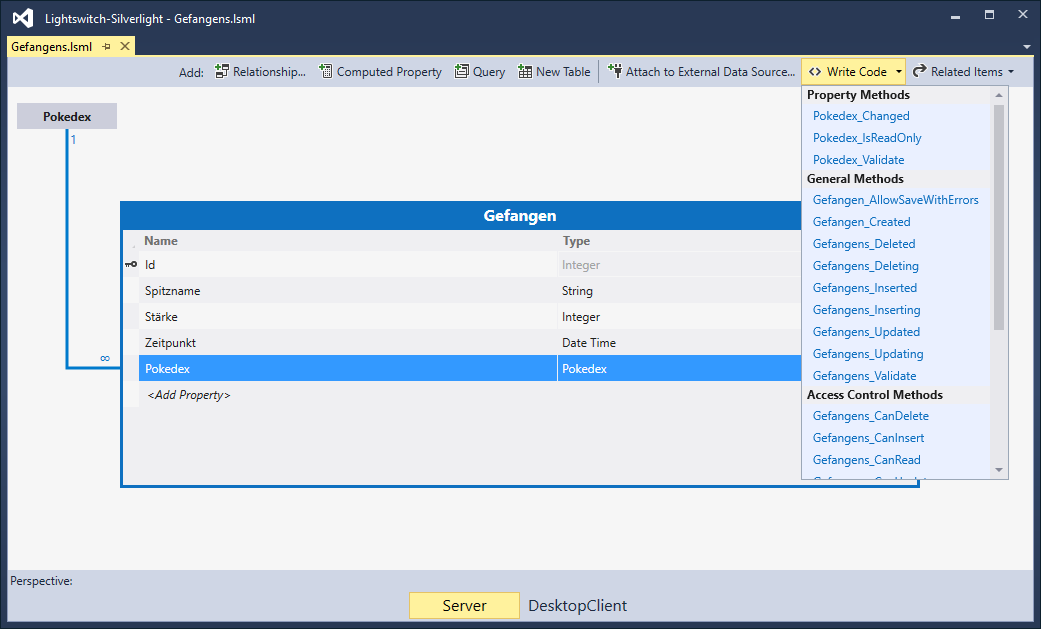 Lightswitch-Silverlight - Gefangens.lsml
Gefangens.lsml
Add: Relationship... Computed Property Query New Table Attach to External Data Source... Write Code Related Items
Property Methods
Pokedex_Changed
Pokedex_IsReadOnly
Pokedex_Validate
General Methods
Gefangen_AllowSaveWithErrors
Gefangen_Created
Gefangens_Deleted
Gefangens_Deleting
Gefangens_Inserted
Gefangens_Inserting
Gefangens_Updated
Gefangens_Updating
Gefangens_Validate
Access Control Methods
Gefangens_CanDelete
Gefangens_CanInsert
Gefangens_CanRead
Pokedex
1
∞
Gefangen
Name Type
Id Integer
Spitzname String
Stärke Integer
Zeitpunkt Date Time
Pokedex Pokedex
<Add Property>
Perspective:
Server DesktopClient